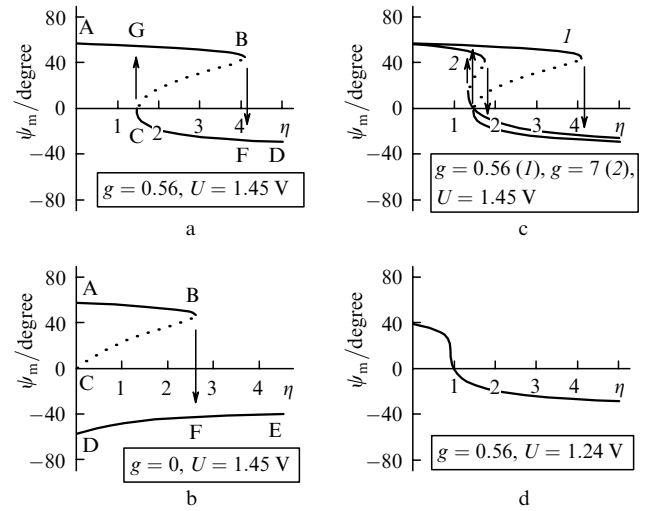 ψm/degree
80
40
0
−40
−80
A
G
B
C
F
D
1
2
3
4
η
g = 0.56, U = 1.45 V
a
ψm/degree
80
40
0
−40
−80
1
2
1
2
3
4
η
g = 0.56 (1), g = 7 (2),
U = 1.45 V
c
ψm/degree
80
40
0
−40
−80
A
B
C
D
F
E
1
2
3
4
η
g = 0, U = 1.45 V
b
ψm/degree
80
40
0
−40
−80
1
2
3
4
η
g = 0.56, U = 1.24 V
d